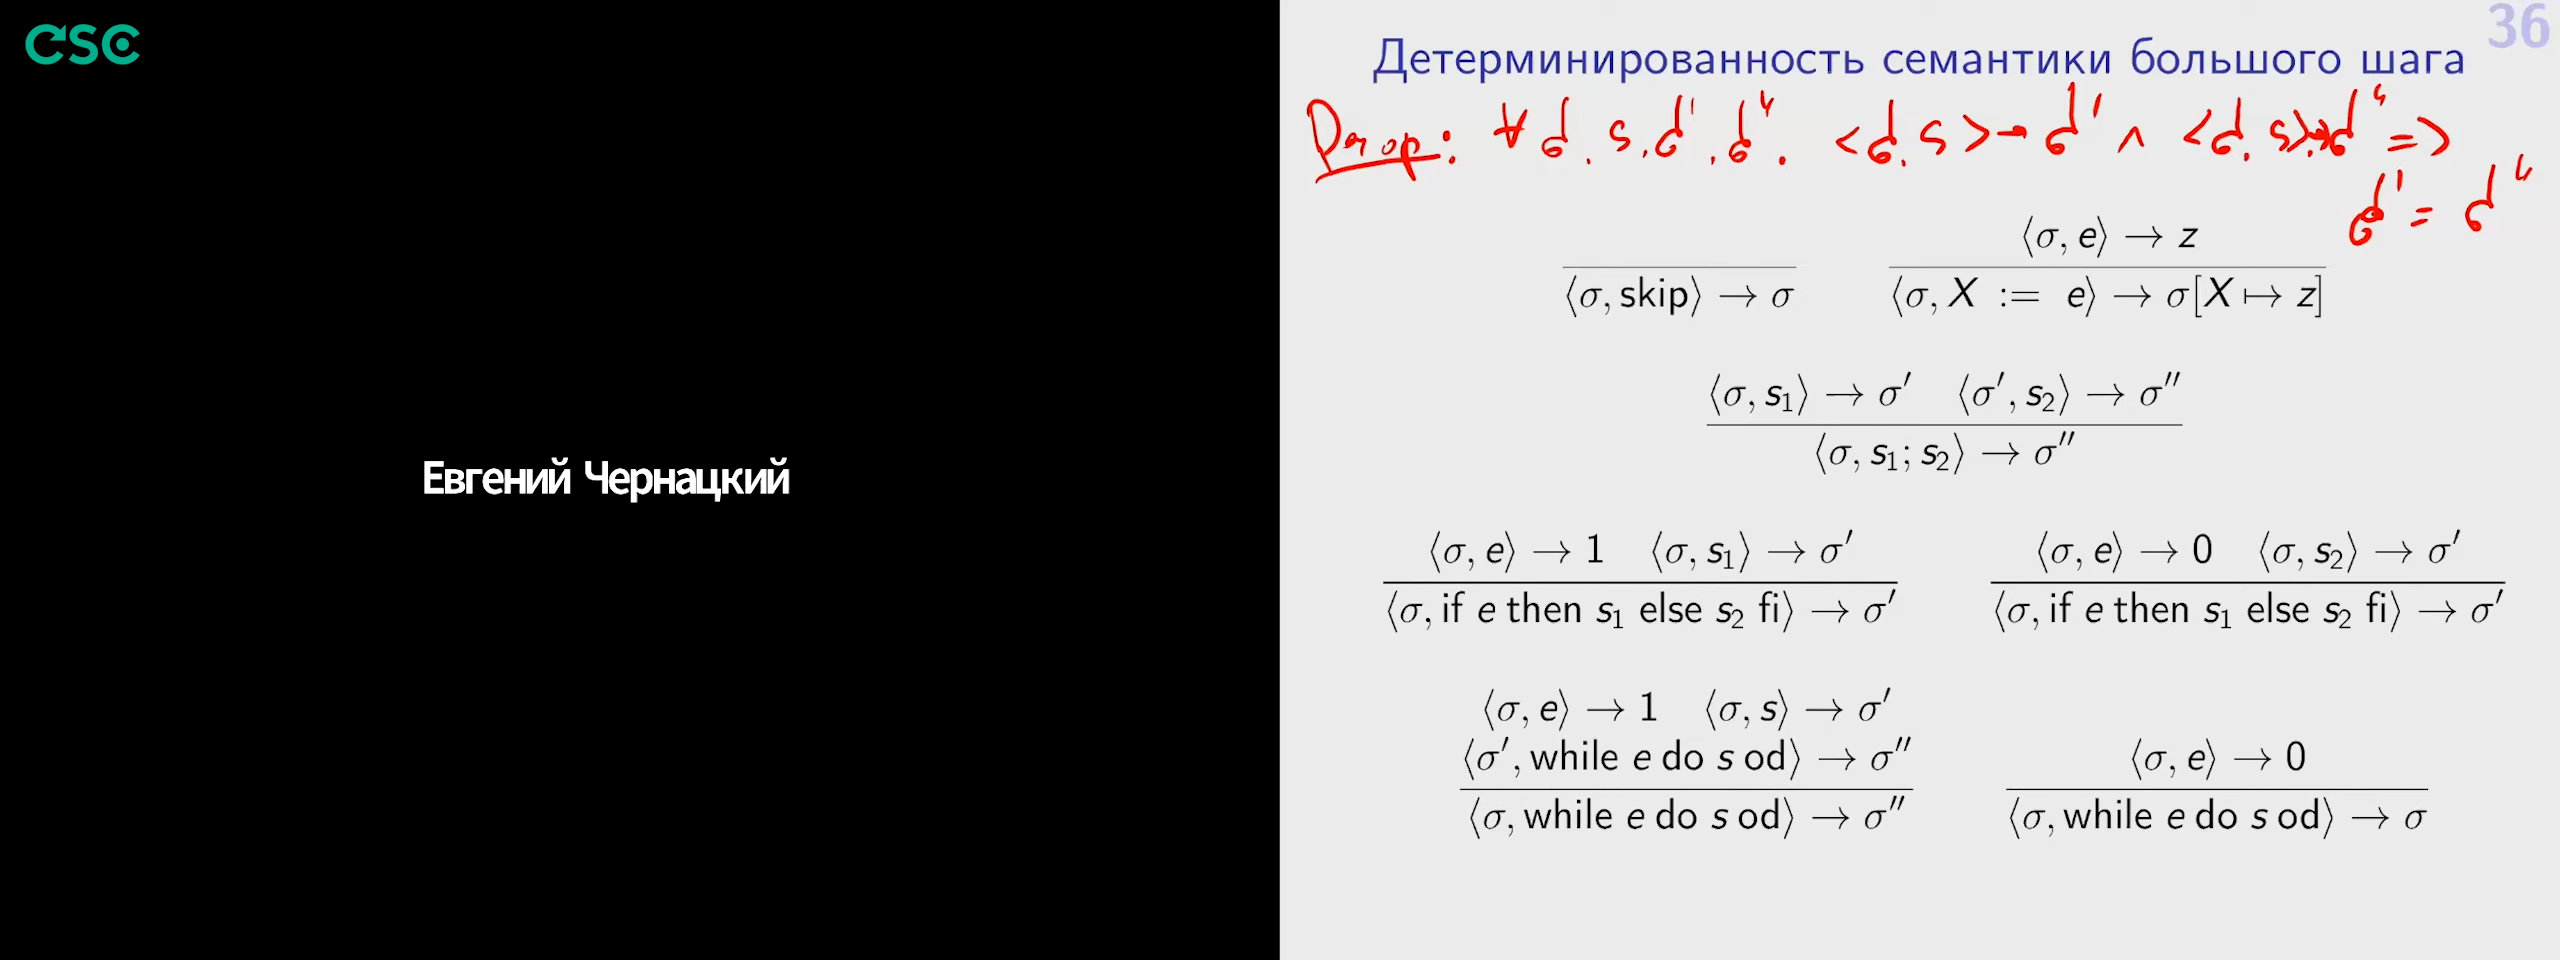 CSC
Евгений Чернацкий
36
Детерминированность семантики большого шага
Prop: ∀ σ, s, σ', σ''. <σ, s> → σ' ∧ <σ, s> → σ'' =>
σ' = σ''
⟨σ, e⟩ → z
⟨σ, skip⟩ → σ
⟨σ, X := e⟩ → σ[X ↦ z]
⟨σ, s₁⟩ → σ′ ⟨σ′, s₂⟩ → σ″
⟨σ, s₁; s₂⟩ → σ″
⟨σ, e⟩ → 1 ⟨σ, s₁⟩ → σ′
⟨σ, if e then s₁ else s₂ fi⟩ → σ′
⟨σ, e⟩ → 0 ⟨σ, s₂⟩ → σ′
⟨σ, if e then s₁ else s₂ fi⟩ → σ′
⟨σ, e⟩ → 1 ⟨σ, s⟩ → σ′
⟨σ′, while e do s od⟩ → σ″
⟨σ, while e do s od⟩ → σ″
⟨σ, e⟩ → 0
⟨σ, while e do s od⟩ → σ